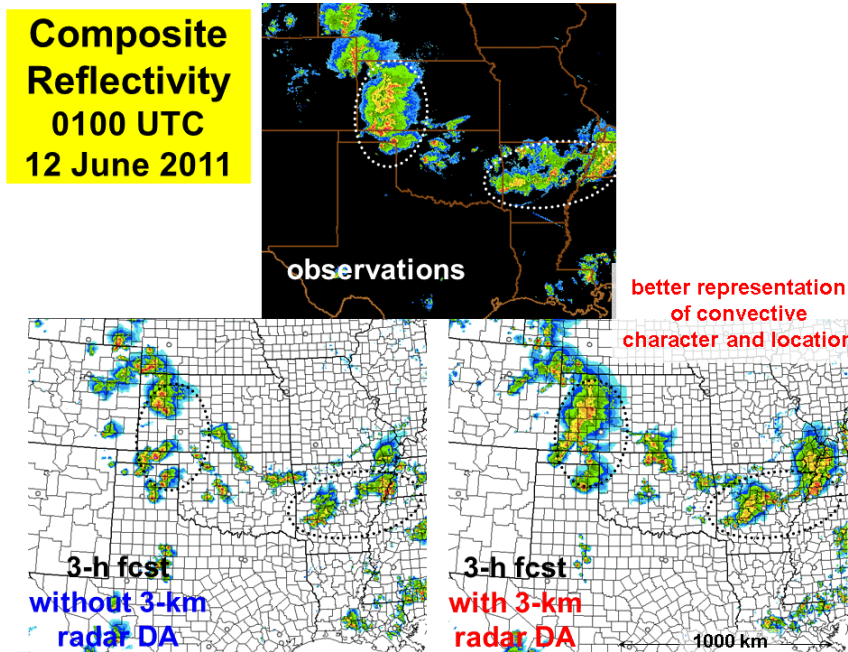 Composite
Reflectivity
0100 UTC
12 June 2011
observations
better representation
of convective
character and location
3-h fcst
without 3-km
radar DA
3-h fcst
with 3-km
radar DA
1000 km